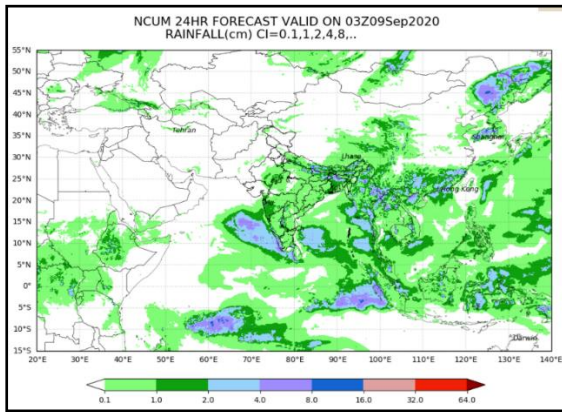 NCUM 24HR FORECAST VALID ON 03Z09Sep2020
RAINFALL(cm) CI=0.1,1,2,4,8,..
55°N
50°N
45°N
40°N
35°N
30°N
25°N
20°N
15°N
10°N
5°N
0°
5°S
10°S
15°S
Tehran
Lhasa
Shanghai
Hong Kong
Darwin
20°E 30°E 40°E 50°E 60°E 70°E 80°E 90°E 100°E 110°E 120°E 130°E 140°E
0.1 1.0 2.0 4.0 8.0 16.0 32.0 64.0